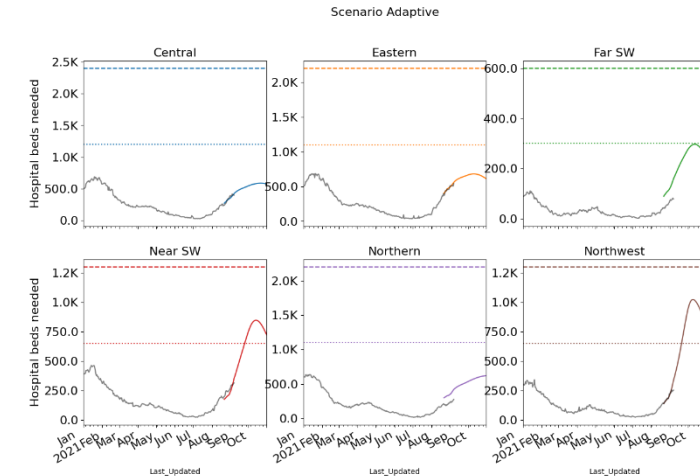 Scenario Adaptive
Central
Eastern
Far SW
Hospital beds needed
2.5K
2.0K
1.5K
1.0K
500.0
0.0
2.0K
1.5K
1.0K
500.0
0.0
600.0
400.0
200.0
0.0
Near SW
Northern
Northwest
Hospital beds needed
1.2K
1.0K
750.0
500.0
250.0
0.0
2.0K
1.5K
1.0K
500.0
0.0
1.2K
1.0K
750.0
500.0
250.0
0.0
Jan 2021 Feb Mar Apr May Jun Jul Aug Sep Oct
Jan 2021 Feb Mar Apr May Jun Jul Aug Sep Oct
Jan 2021 Feb Mar Apr May Jun Jul Aug Sep Oct
Last_Updated
Last_Updated
Last_Updated